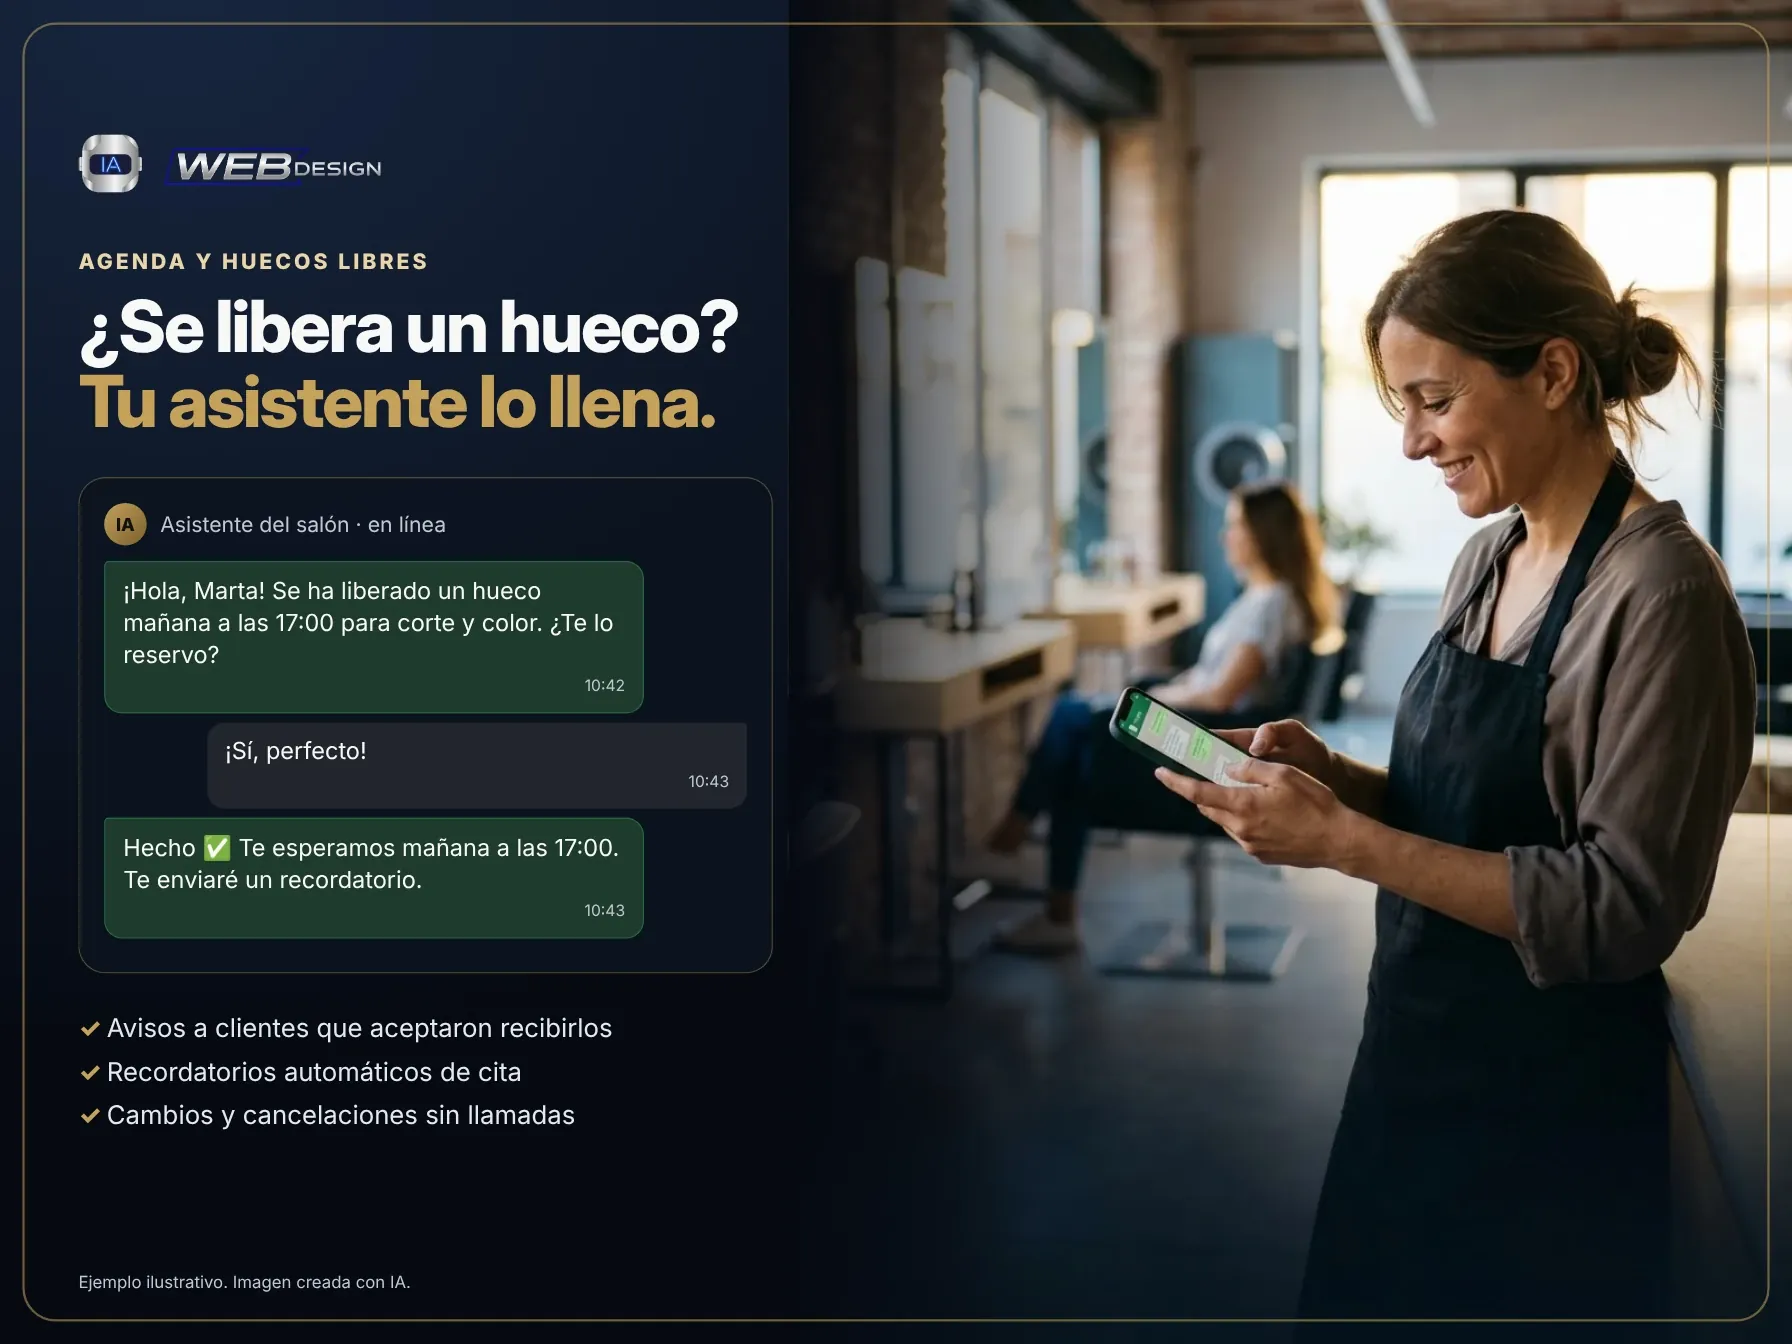 IA WEBDESIGN
AGENDA Y HUECOS LIBRES
¿Se libera un hueco?
Tu asistente lo llena.
IA Asistente del salón · en línea
¡Hola, Marta! Se ha liberado un hueco
mañana a las 17:00 para corte y color. ¿Te lo
reservo?
10:42
¡Sí, perfecto!
10:43
Hecho ✅ Te esperamos mañana a las 17:00.
Te enviaré un recordatorio.
10:43
Avisos a clientes que aceptaron recibirlos
Recordatorios automáticos de cita
Cambios y cancelaciones sin llamadas
Ejemplo ilustrativo. Imagen creada con IA.